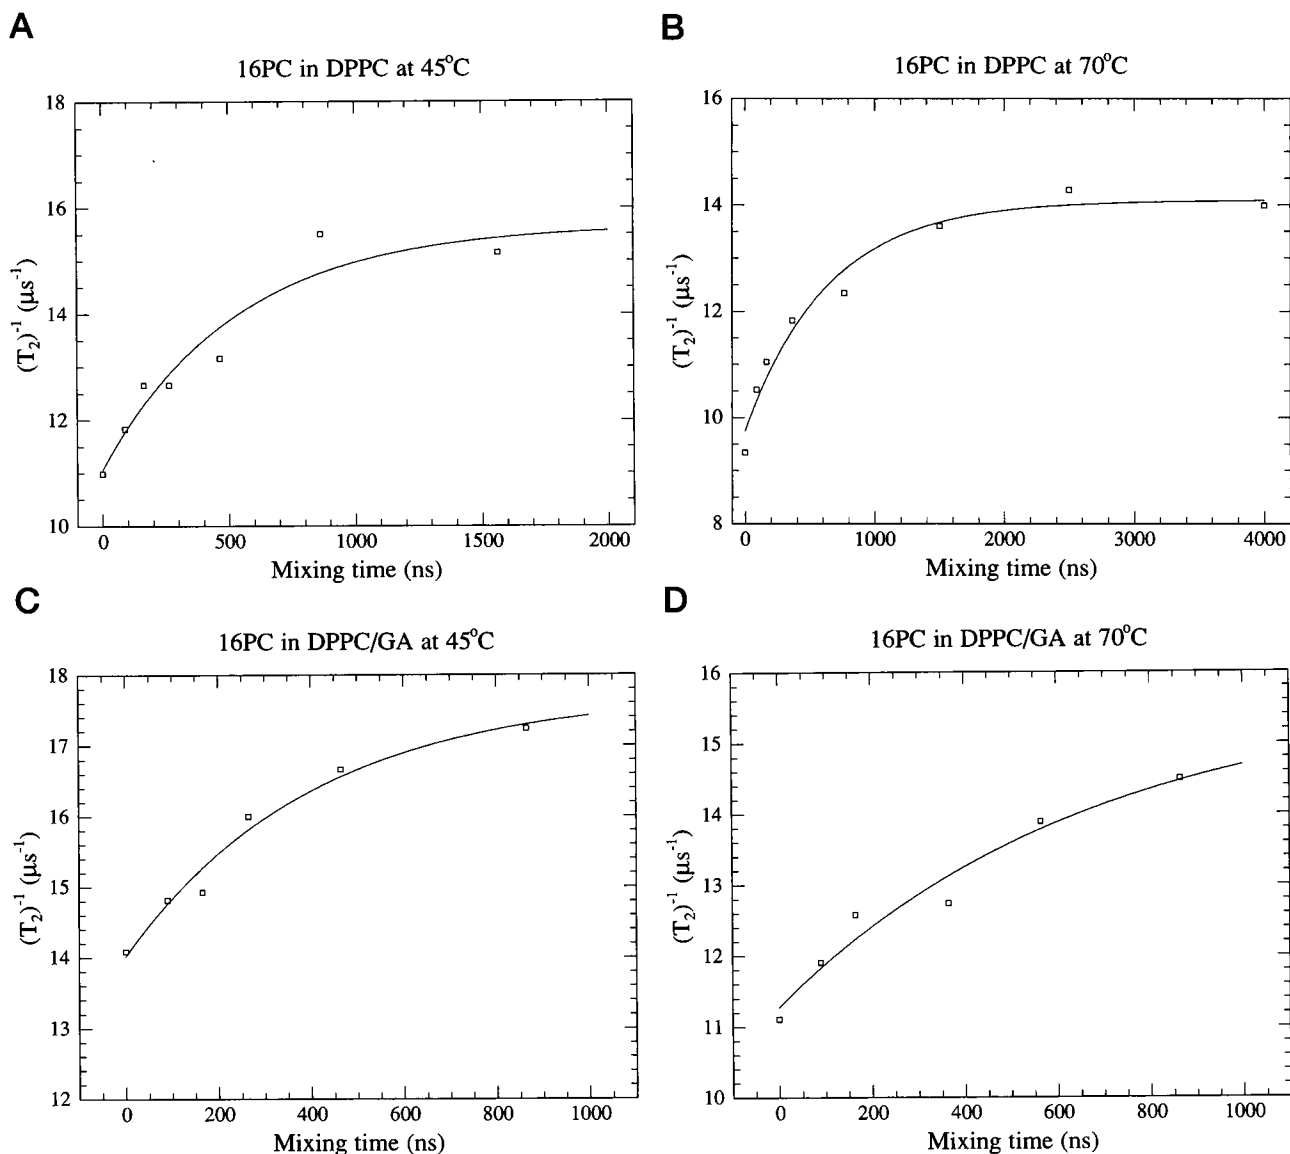 A
16PC in DPPC at 45°C
18
16
14
12
10
(T₂)⁻¹ (μs⁻¹)
0 500 1000 1500 2000
Mixing time (ns)
B
16PC in DPPC at 70°C
16
14
12
10
8
(T₂)⁻¹ (μs⁻¹)
0 1000 2000 3000 4000
Mixing time (ns)
C
16PC in DPPC/GA at 45°C
18
17
16
15
14
13
12
(T₂)⁻¹ (μs⁻¹)
0 200 400 600 800 1000
Mixing time (ns)
D
16PC in DPPC/GA at 70°C
16
15
14
13
12
11
10
(T₂)⁻¹ (μs⁻¹)
0 200 400 600 800 1000
Mixing time (ns)